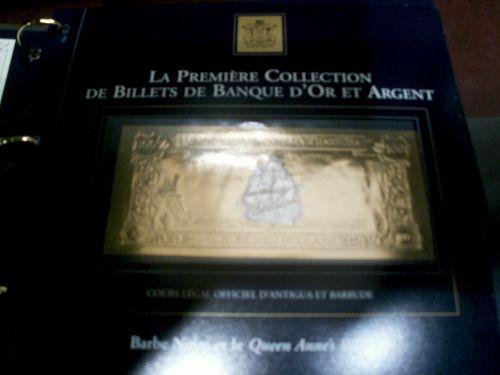 LA PREMIÈRE COLLECTION
DE BILLETS DE BANQUE D'OR ET ARGENT
COURS LÉGAL OFFICIEL D'ANTIGUA ET BARBUDE
Barbe et le Queen Anne's